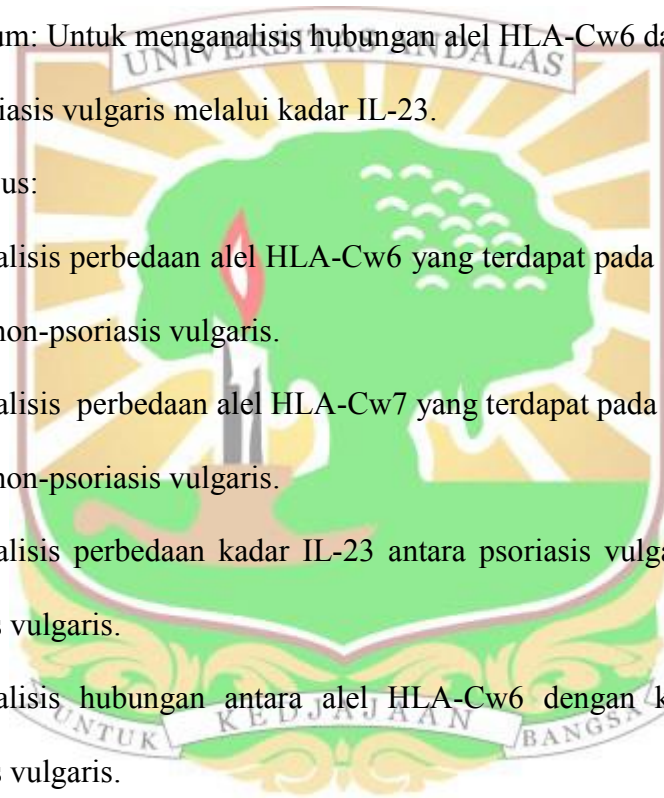 um: Untuk menganalisis hubungan alel HLA-Cw6 da
UNIVERSITAS ANDALAS
iasis vulgaris melalui kadar IL-23.
us:
alisis perbedaan alel HLA-Cw6 yang terdapat pada
non-psoriasis vulgaris.
alisis perbedaan alel HLA-Cw7 yang terdapat pada
non-psoriasis vulgaris.
alisis perbedaan kadar IL-23 antara psoriasis vulga
s vulgaris.
alisis hubungan antara alel HLA-Cw6 dengan k
UNTUK KEDJAJAAN BANGSA
s vulgaris.